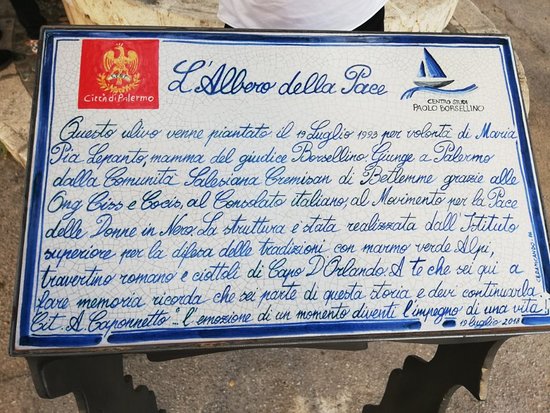 L'Albero della Pace
Città di Palermo
CENTRO STUDI
PAOLO BORSELLINO
Questo ulivo venne piantato il 19 Luglio 1993 per volontà di Maria
Pia Lepanto, mamma del giudice Borsellino. Giunge a Palermo
dalla Comunità Salesiana Cremisan di Betlemme grazie alle
Ong Ciss e Cocis, al Consolato italiano, al Movimento per la Pace
delle Donne in Nero. La struttura è stata realizzata dall'Istituto
superiore per la difesa delle tradizioni con marmo verde Alpi,
travertino romano e ciottoli di Capo D'Orlando. A te che sei qui a
fare memoria ricorda che sei parte di questa storia e devi continuarla!
Cit. A. Caponnetto "...l'emozione di un momento diventi l'impegno di una vita!
19 luglio 2018